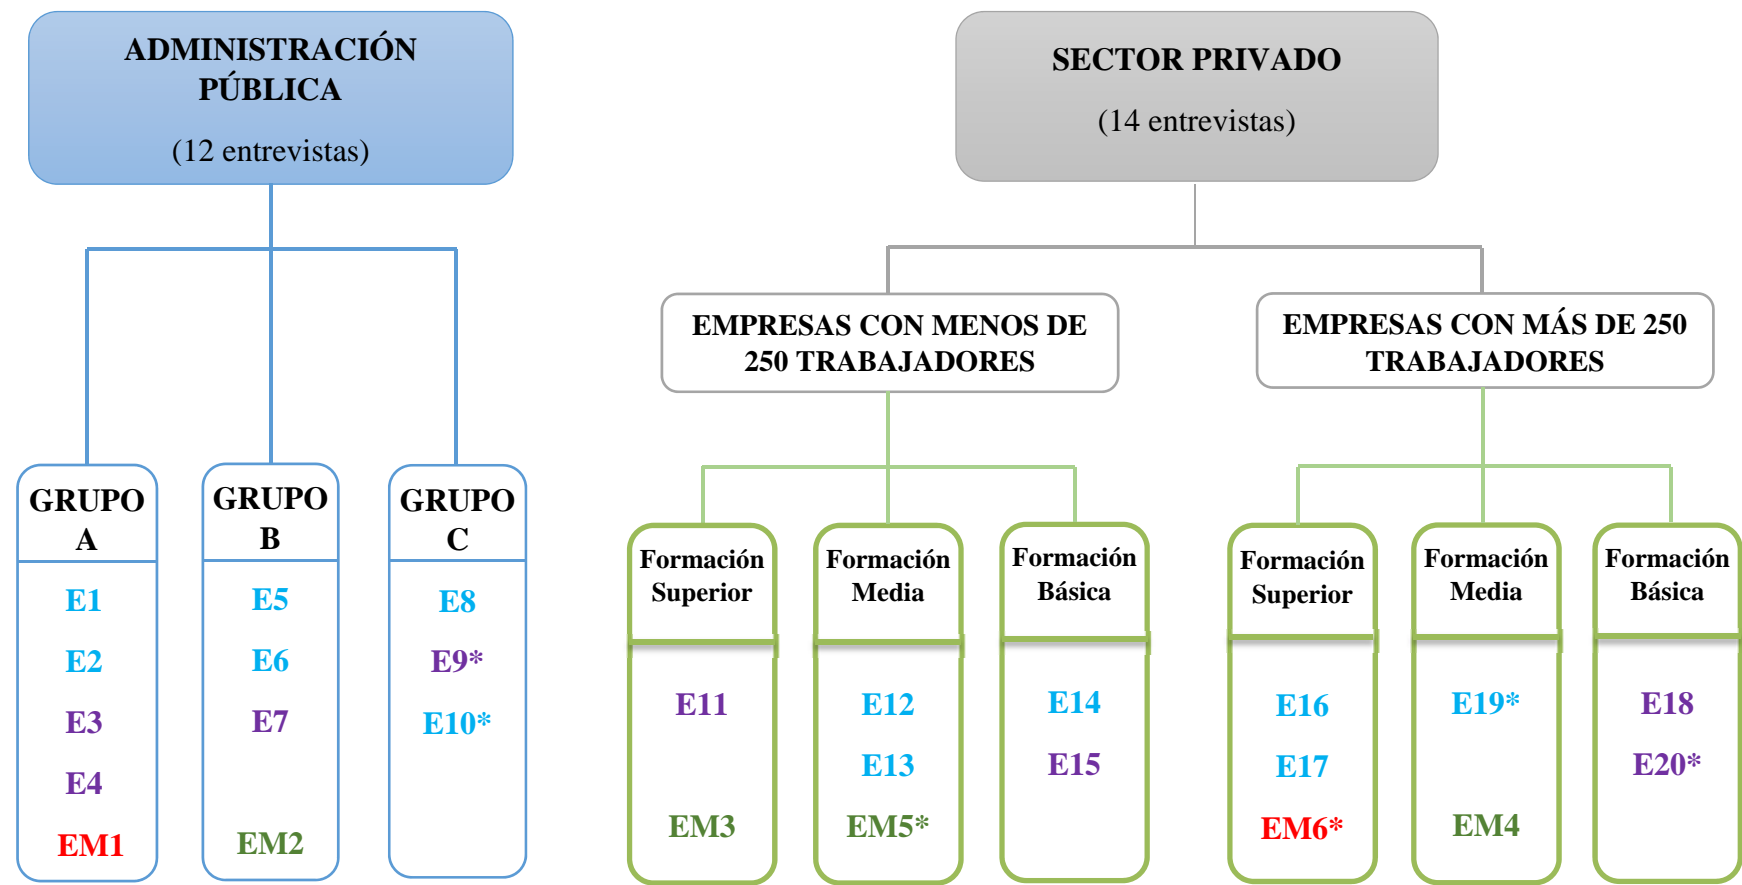 ADMINISTRACIÓN
PÚBLICA
(12 entrevistas)
SECTOR PRIVADO
(14 entrevistas)
EMPRESAS CON MENOS DE
250 TRABAJADORES
EMPRESAS CON MÁS DE 250
TRABAJADORES
GRUPO
A
E1
E2
E3
E4
EM1
GRUPO
B
E5
E6
E7
EM2
GRUPO
C
E8
E9*
E10*
Formación
Superior
E11
EM3
Formación
Media
E12
E13
EM5*
Formación
Básica
E14
E15
Formación
Superior
E16
E17
EM6*
Formación
Media
E19*
EM4
Formación
Básica
E18
E20*